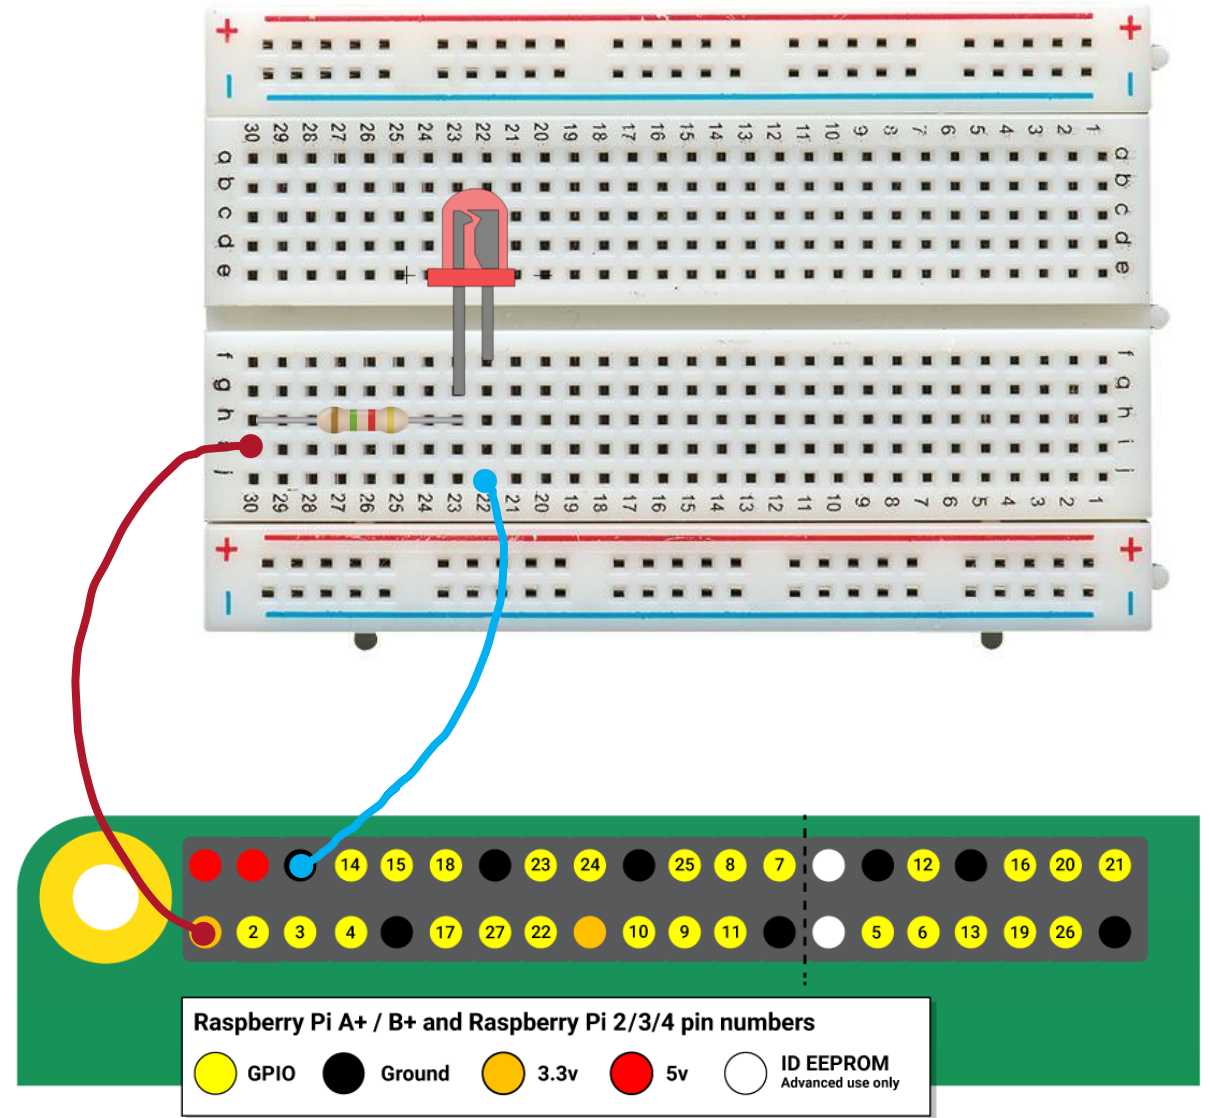 + +
30 29 28 27 26 25 24 23 22 21 20 19 18 17 16 15 14 13 12 11 10 9 8 7 6 5 4 3 2 1
a a
b b
c c
d d
e + - e
f f
g g
h h
i
j j
30 29 28 27 26 25 24 23 22 21 20 19 18 17 16 15 14 13 12 11 10 9 8 7 6 5 4 3 2 1
+ +
14 15 18 23 24 25 8 7 12 16 20 21
2 3 4 17 27 22 10 9 11 5 6 13 19 26
Raspberry Pi A+ / B+ and Raspberry Pi 2/3/4 pin numbers
GPIO Ground 3.3v 5v ID EEPROM
Advanced use only